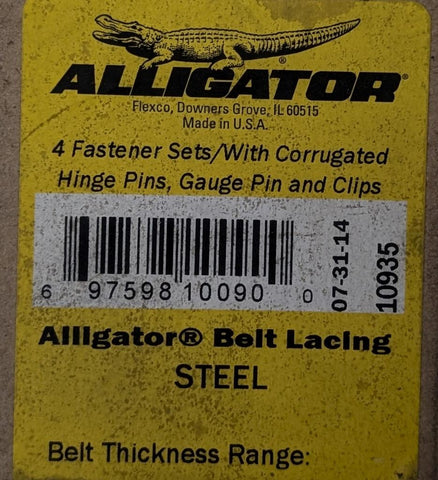 ALLIGATOR®
Flexco, Downers Grove, IL 60515
Made in U.S.A.
4 Fastener Sets/With Corrugated
Hinge Pins, Gauge Pin and Clips
6 97598 10090 0
07-31-14
10935
Alligator® Belt Lacing
STEEL
Belt Thickness Range: